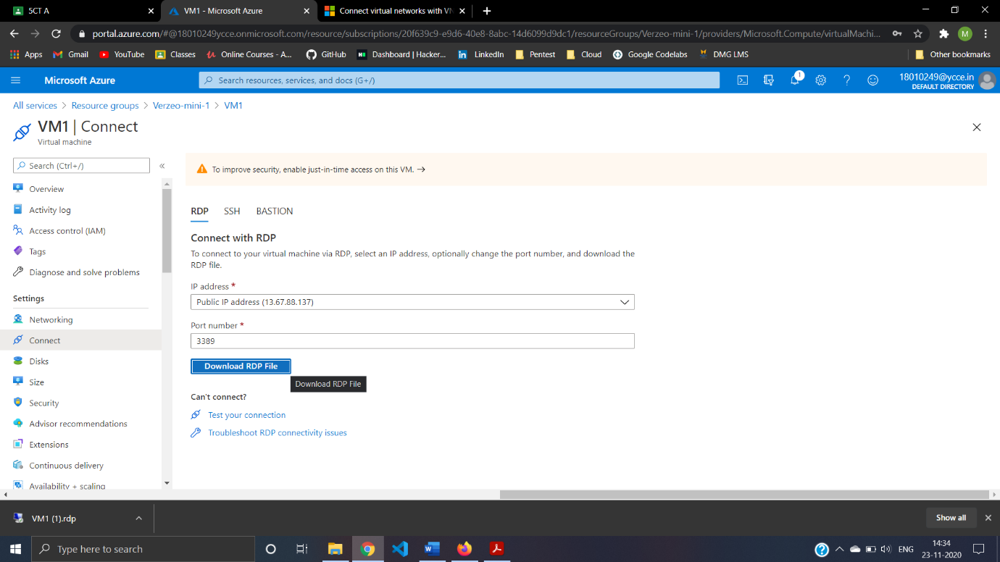 5CT A
VM1 - Microsoft Azure
Connect virtual networks with VN
portal.azure.com/#@18010249ycce.onmicrosoft.com/resource/subscriptions/20f639c9-e9d6-40e8-8abc-14d6099d9dc1/resourceGroups/Verzeo-mini-1/providers/Microsoft.Compute/virtualMachi...
M
Apps
Gmail
YouTube
Classes
Online Courses - A...
GitHub
Dashboard | Hacker...
LinkedIn
Pentest
Cloud
Google Codelabs
DMG LMS
Other bookmarks
Microsoft Azure
Search resources, services, and docs (G+/)
1
18010249@ycce.in
DEFAULT DIRECTORY
All services > Resource groups > Verzeo-mini-1 > VM1
VM1 | Connect
Virtual machine
Search (Ctrl+/)
«
Overview
Activity log
Access control (IAM)
Tags
Diagnose and solve problems
Settings
Networking
Connect
Disks
Size
Security
Advisor recommendations
Extensions
Continuous delivery
Availability + scaling
To improve security, enable just-in-time access on this VM. →
RDP
SSH
BASTION
Connect with RDP
To connect to your virtual machine via RDP, select an IP address, optionally change the port number, and download the
RDP file.
IP address *
Public IP address (13.67.88.137)
Port number *
3389
Download RDP File
Download RDP File
Can't connect?
Test your connection
Troubleshoot RDP connectivity issues
VM1 (1).rdp
Show all
Type here to search
ENG
14:34
23-11-2020